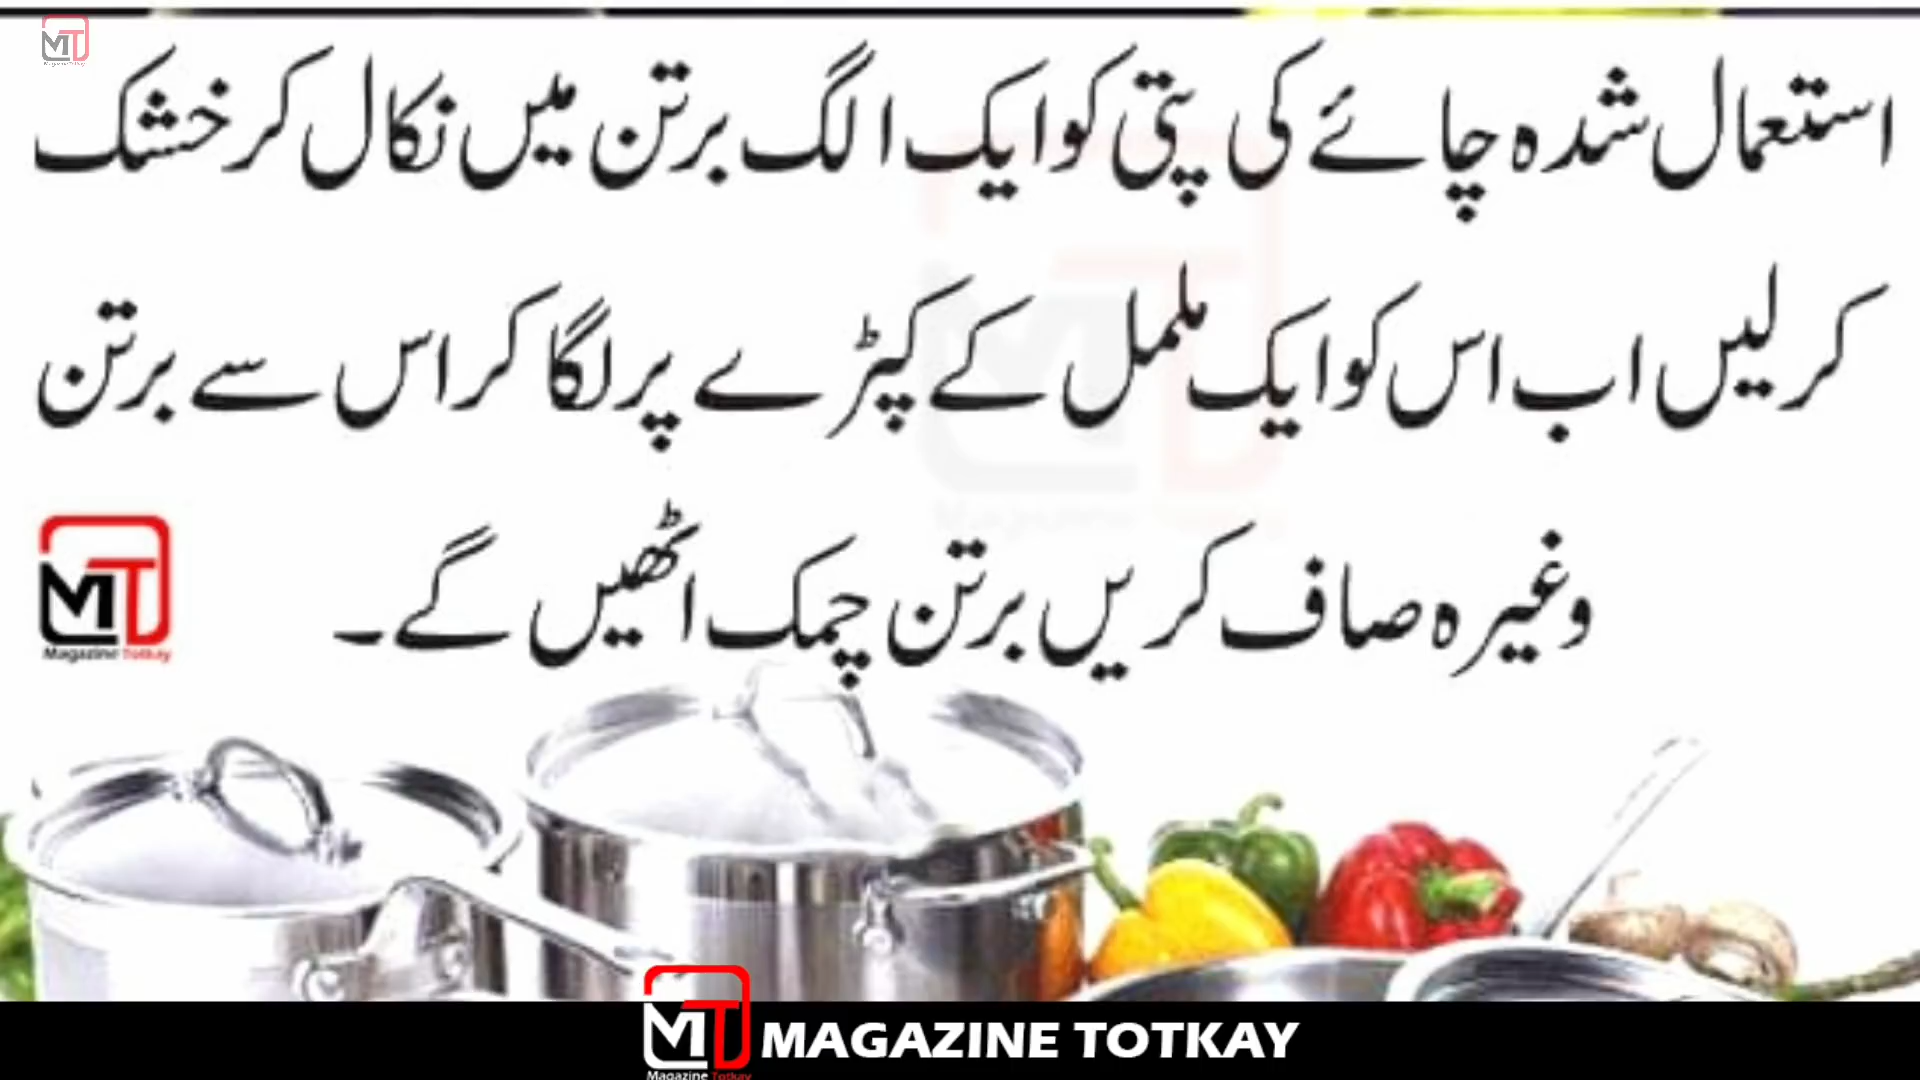 استعمال شدہ چائے کی پتی کو ایک الگ برتن میں نکال کر خشک
کرلیں اب اس کو ایک ململ کے کپڑے پر لگا کر اس سے برتن
وغیرہ صاف کریں برتن چمک اٹھیں گے۔
MT
Magazine Totkay
MT
Magazine Totkay
MAGAZINE TOTKAY